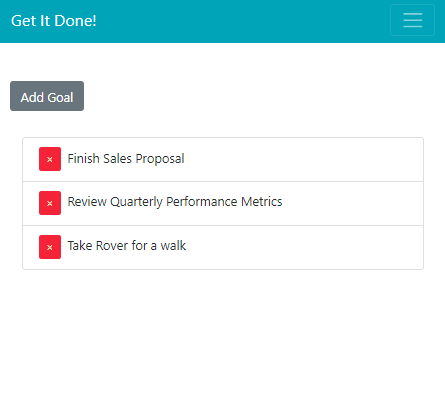 Get It Done!
Add Goal
× Finish Sales Proposal
× Review Quarterly Performance Metrics
× Take Rover for a walk